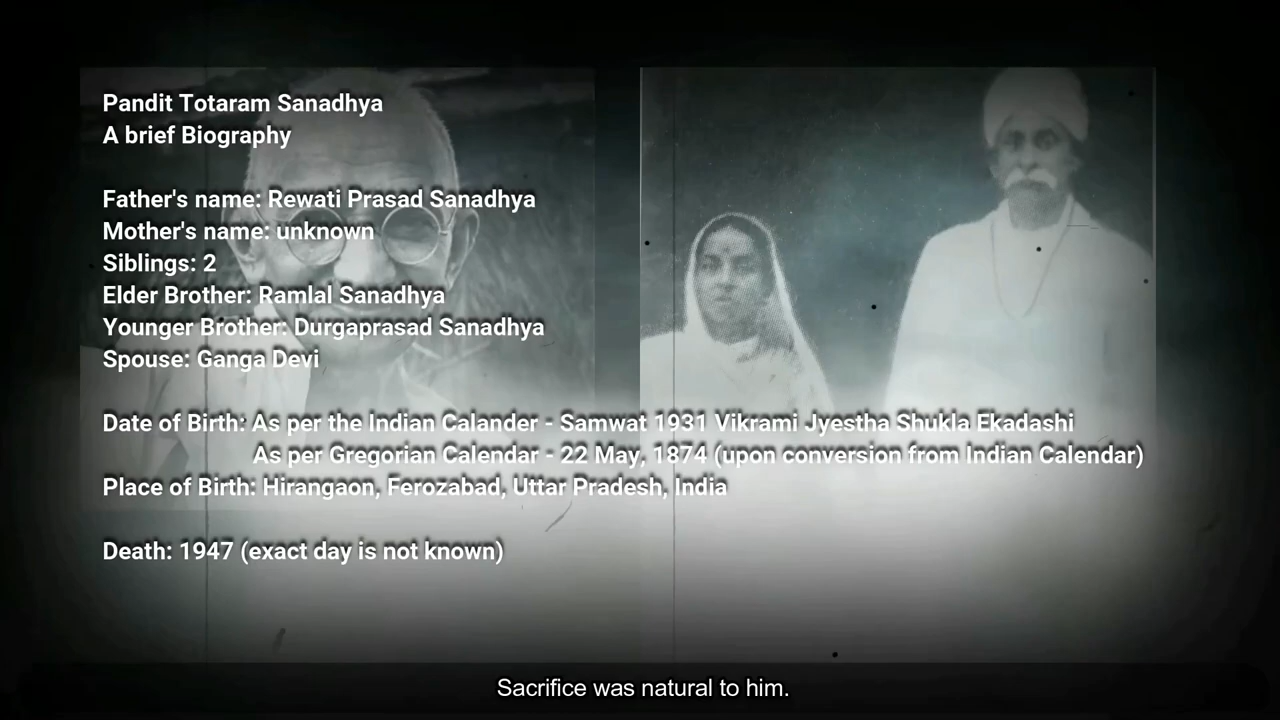 Pandit Totaram Sanadhya
A brief Biography
Father's name: Rewati Prasad Sanadhya
Mother's name: unknown
Siblings: 2
Elder Brother: Ramlal Sanadhya
Younger Brother: Durgaprasad Sanadhya
Spouse: Ganga Devi
Date of Birth: As per the Indian Calander - Samwat 1931 Vikrami Jyestha Shukla Ekadashi
As per Gregorian Calendar - 22 May, 1874 (upon conversion from Indian Calendar)
Place of Birth: Hirangaon, Ferozabad, Uttar Pradesh, India
Death: 1947 (exact day is not known)
Sacrifice was natural to him.